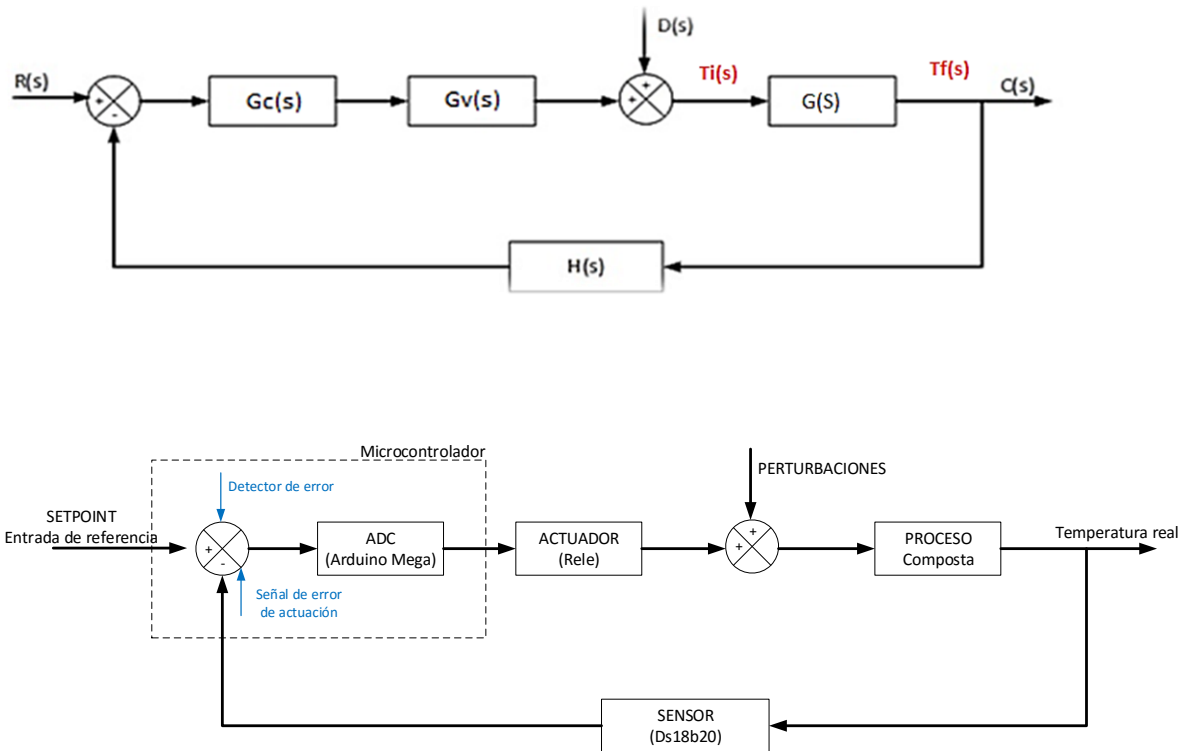 D(s)
R(s)
Ti(s)
Tf(s)
C(s)
+
-
Gc(s)
Gv(s)
+
+
G(S)
H(s)
Microcontrolador
Detector de error
PERTURBACIONES
SETPOINT
Entrada de referencia
+
-
ADC
(Arduino Mega)
ACTUADOR
(Rele)
+
+
PROCESO
Composta
Temperatura real
Señal de error
de actuación
SENSOR
(Ds18b20)